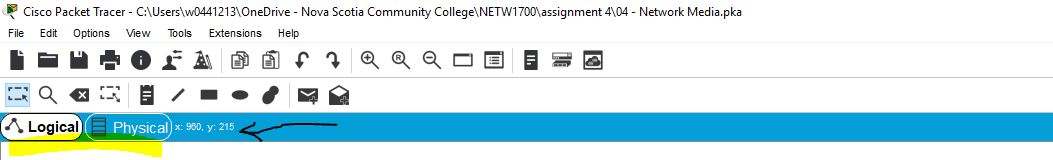 Cisco Packet Tracer - C:\Users\w0441213\OneDrive - Nova Scotia Community College\NETW1700\assignment 4\04 - Network Media.pka
File Edit Options View Tools Extensions Help
Logical Physical x: 960, y: 215